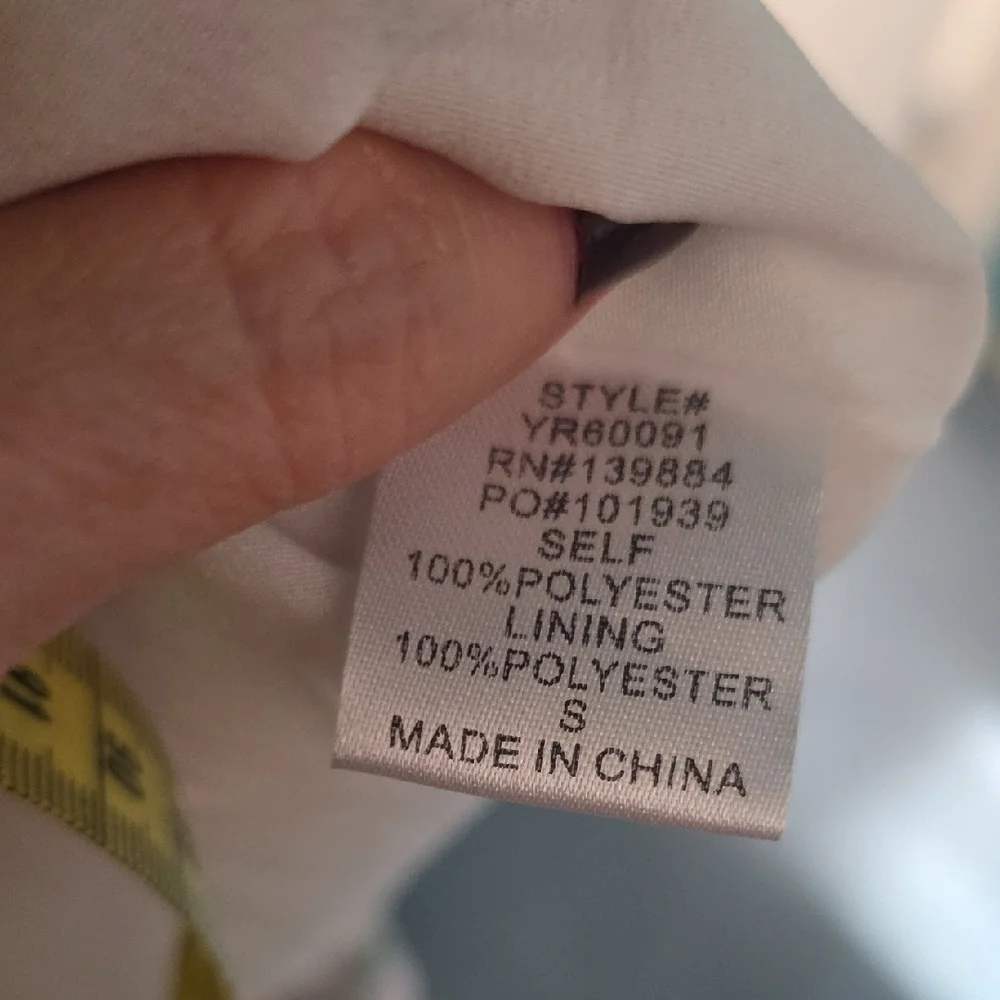 STYLE#
YR60091
RN#139884
PO#101939
SELF
100%POLYESTER
LINING
100%POLYESTER
S
MADE IN CHINA